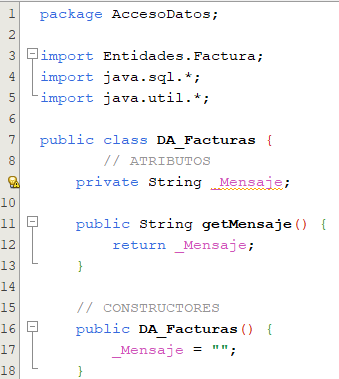 1 package AccesoDatos;
2
3 import Entidades.Factura;
4 import java.sql.*;
5 import java.util.*;
6
7 public class DA_Facturas {
8 // ATRIBUTOS
private String _Mensaje;
10
11 public String getMensaje() {
12 return _Mensaje;
13 }
14
15 // CONSTRUCTORES
16 public DA_Facturas() {
17 _Mensaje = "";
18 }